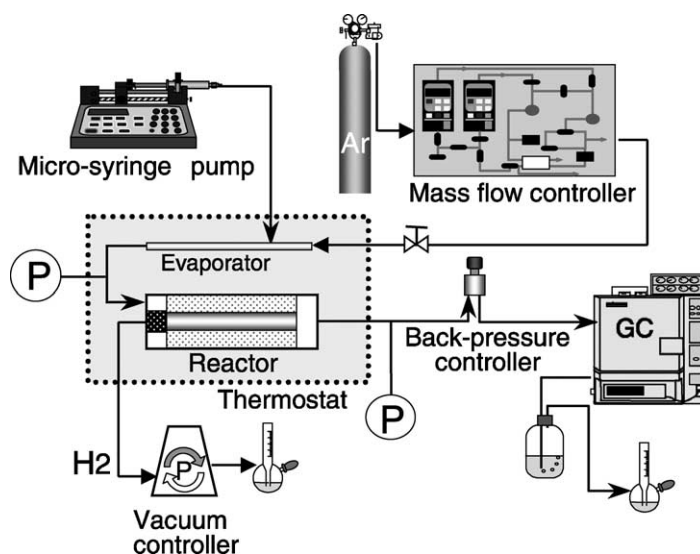 Ar
Micro-syringe pump
Mass flow controller
P
Evaporator
Reactor
Thermostat
Back-pressure
controller
GC
P
H2
P
Vacuum
controller